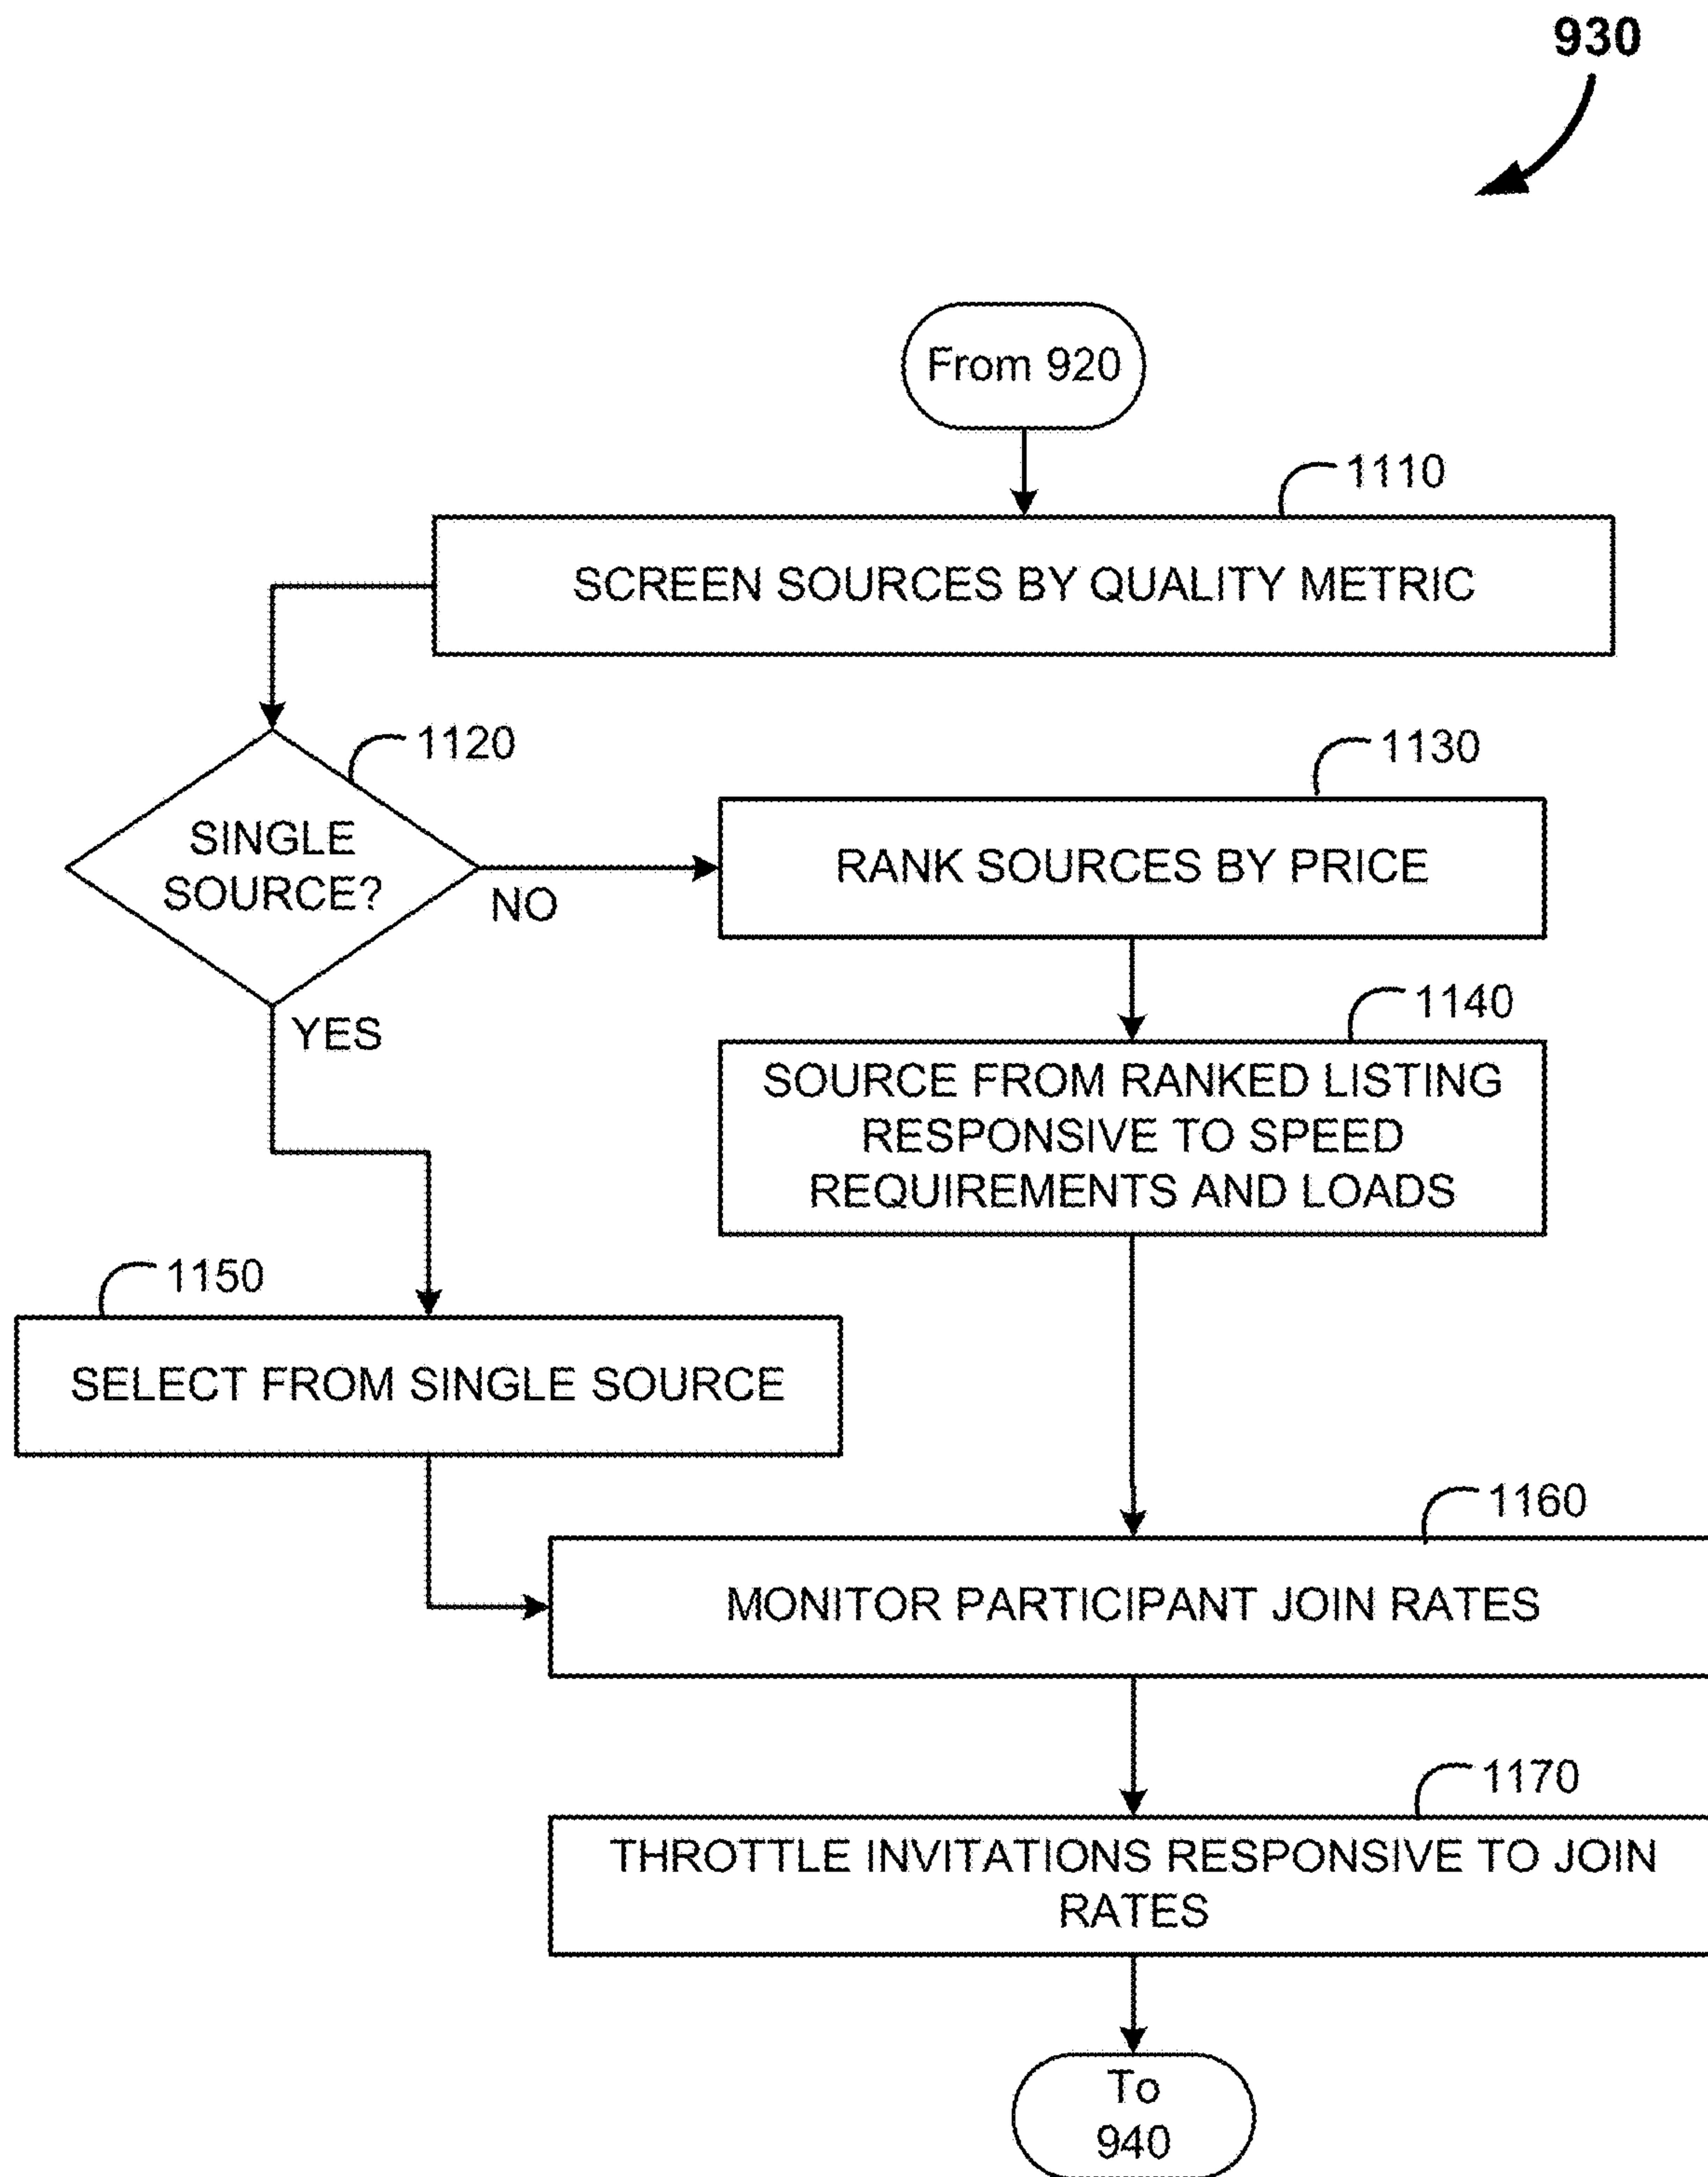 930
From 920
1110
SCREEN SOURCES BY QUALITY METRIC
1120
SINGLE
SOURCE?
NO
YES
1130
RANK SOURCES BY PRICE
1140
SOURCE FROM RANKED LISTING
RESPONSIVE TO SPEED
REQUIREMENTS AND LOADS
1150
SELECT FROM SINGLE SOURCE
1160
MONITOR PARTICIPANT JOIN RATES
1170
THROTTLE INVITATIONS RESPONSIVE TO JOIN
RATES
To
940